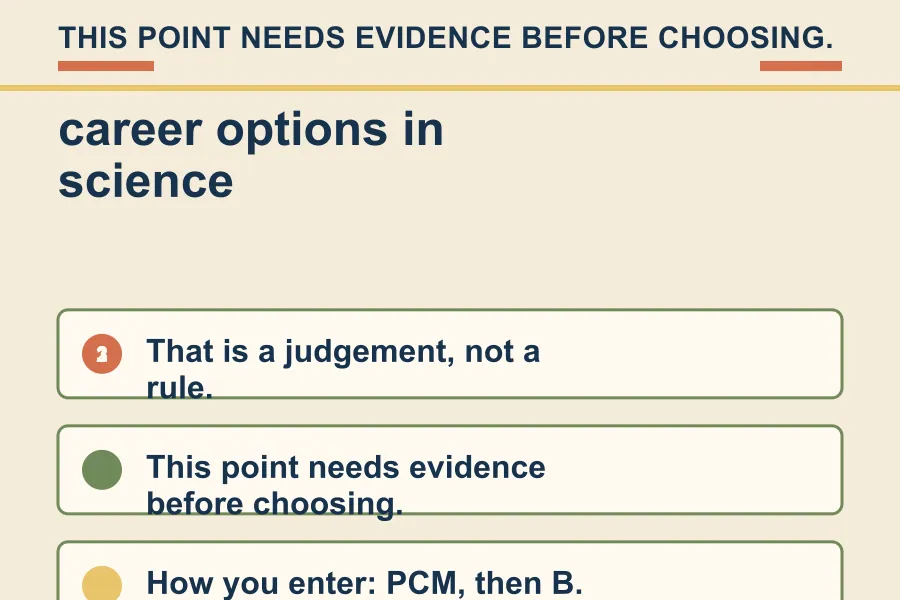 THIS POINT NEEDS EVIDENCE BEFORE CHOOSING.
career options in
science
That is a judgement, not a
rule.
This point needs evidence
before choosing.
How you enter: PCM, then B.